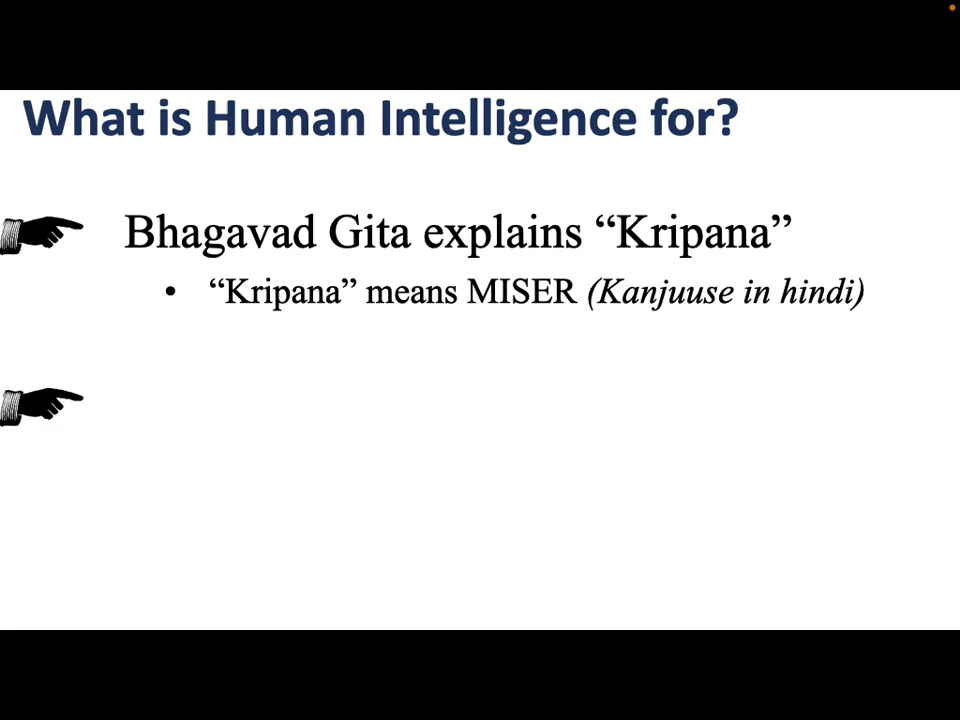 What is Human Intelligence for?
Bhagavad Gita explains “Kripana”
• “Kripana” means MISER (Kanjuuse in hindi)